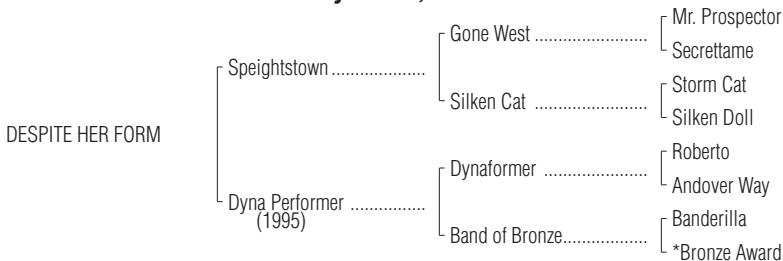 Mr. Prospector
Gone West ........................
Secrettame
Speightstown ....................
Storm Cat
Silken Cat ........................
Silken Doll
DESPITE HER FORM
Roberto
Dynaformer ......................
Andover Way
Dyna Performer ................
(1995)
Banderilla
Band of Bronze..................
*Bronze Award